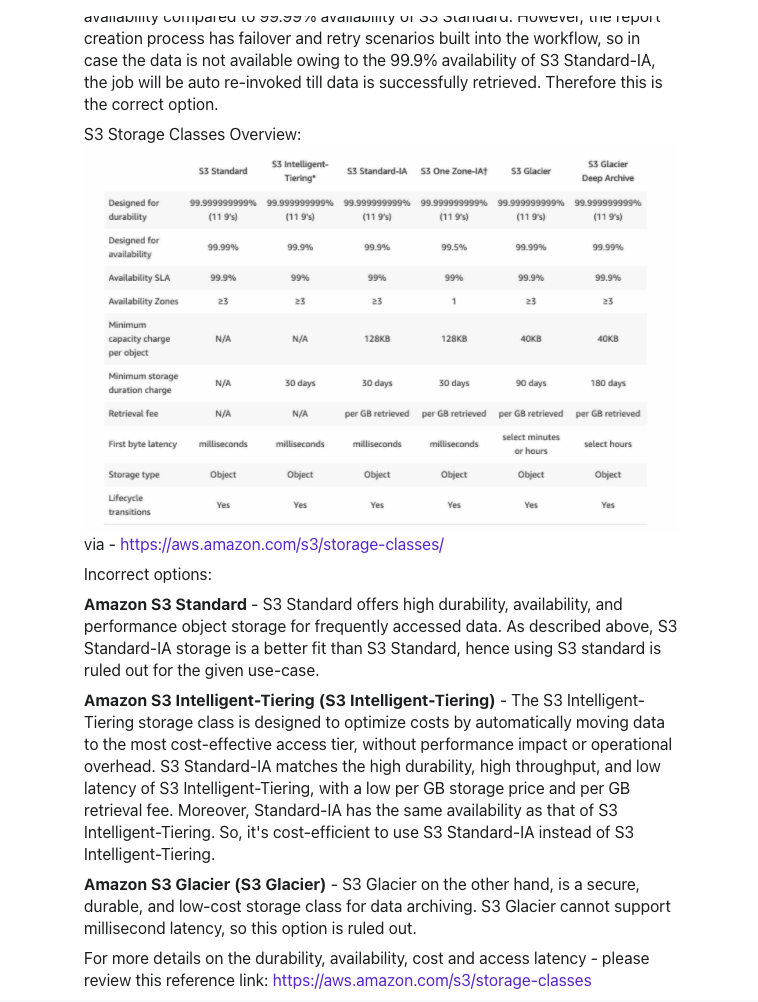 availability compared to 99.99% availability of S3 Standard. However, the report
creation process has failover and retry scenarios built into the workflow, so in
case the data is not available owing to the 99.9% availability of S3 Standard-IA,
the job will be auto re-invoked till data is successfully retrieved. Therefore this is
the correct option.
S3 Storage Classes Overview:
S3 Standard S3 Intelligent-Tiering* S3 Standard-IA S3 One Zone-IA† S3 Glacier S3 Glacier Deep Archive
Designed for durability 99.999999999% (11 9's) 99.999999999% (11 9's) 99.999999999% (11 9's) 99.999999999% (11 9's) 99.999999999% (11 9's) 99.999999999% (11 9's)
Designed for availability 99.99% 99.9% 99.9% 99.5% 99.99% 99.99%
Availability SLA 99.9% 99% 99% 99% 99.9% 99.9%
Availability Zones ≥3 ≥3 ≥3 1 ≥3 ≥3
Minimum capacity charge per object N/A N/A 128KB 128KB 40KB 40KB
Minimum storage duration charge N/A 30 days 30 days 30 days 90 days 180 days
Retrieval fee N/A N/A per GB retrieved per GB retrieved per GB retrieved per GB retrieved
First byte latency milliseconds milliseconds milliseconds milliseconds select minutes or hours select hours
Storage type Object Object Object Object Object Object
Lifecycle transitions Yes Yes Yes Yes Yes Yes
via - https://aws.amazon.com/s3/storage-classes/
Incorrect options:
Amazon S3 Standard - S3 Standard offers high durability, availability, and
performance object storage for frequently accessed data. As described above, S3
Standard-IA storage is a better fit than S3 Standard, hence using S3 standard is
ruled out for the given use-case.
Amazon S3 Intelligent-Tiering (S3 Intelligent-Tiering) - The S3 Intelligent-
Tiering storage class is designed to optimize costs by automatically moving data
to the most cost-effective access tier, without performance impact or operational
overhead. S3 Standard-IA matches the high durability, high throughput, and low
latency of S3 Intelligent-Tiering, with a low per GB storage price and per GB
retrieval fee. Moreover, Standard-IA has the same availability as that of S3
Intelligent-Tiering. So, it's cost-efficient to use S3 Standard-IA instead of S3
Intelligent-Tiering.
Amazon S3 Glacier (S3 Glacier) - S3 Glacier on the other hand, is a secure,
durable, and low-cost storage class for data archiving. S3 Glacier cannot support
millisecond latency, so this option is ruled out.
For more details on the durability, availability, cost and access latency - please
review this reference link: https://aws.amazon.com/s3/storage-classes